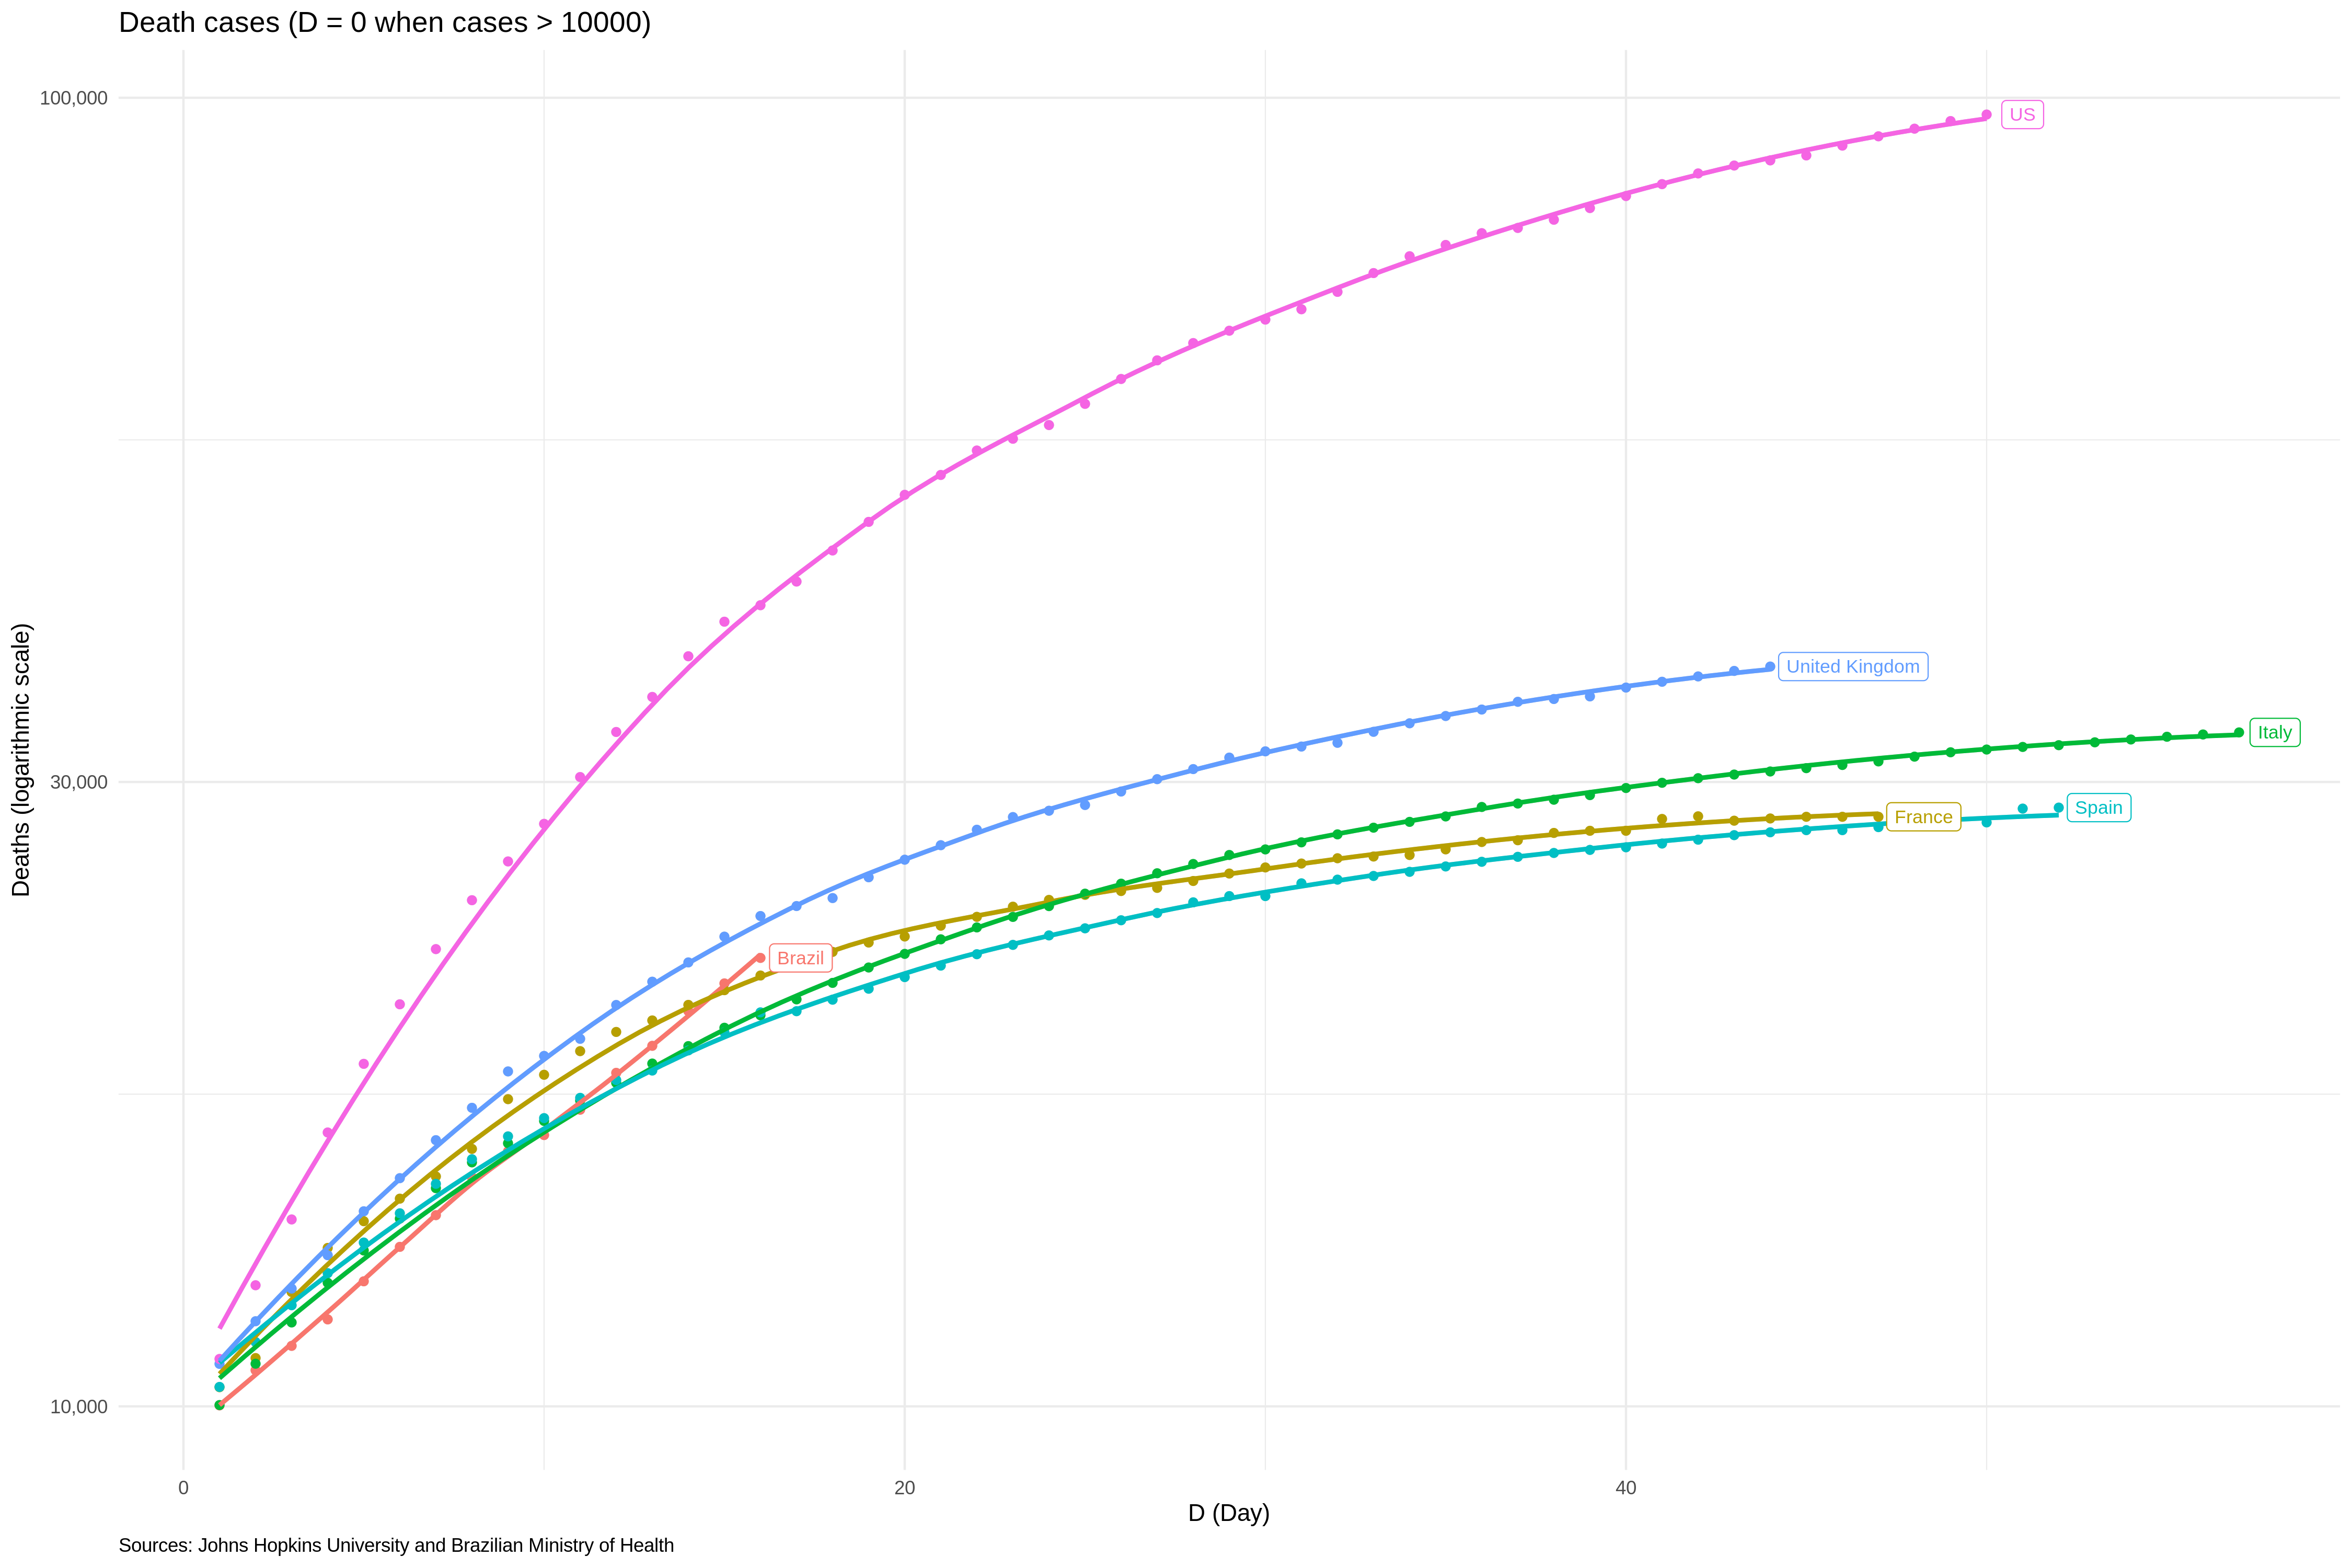 Death cases (D = 0 when cases > 10000)
100,000
US
United Kingdom
Italy
30,000
Spain
France
Brazil
10,000
Deaths (logarithmic scale)
0
20
40
D (Day)
Sources: Johns Hopkins University and Brazilian Ministry of Health